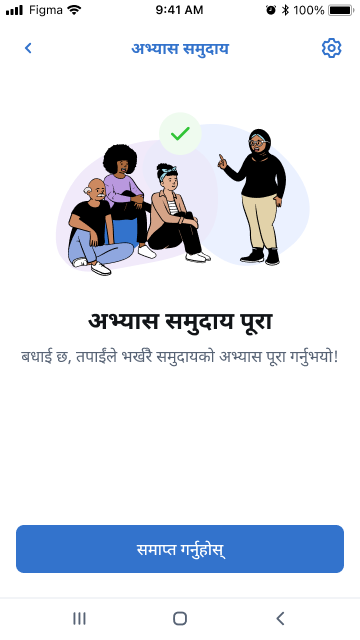 Figma 9:41 AM 100%
अभ्यास समुदाय
अभ्यास समुदाय पूरा
बधाई छ, तपाईंले भर्खरै समुदायको अभ्यास पूरा गर्नुभयो!
समाप्त गर्नुहोस्